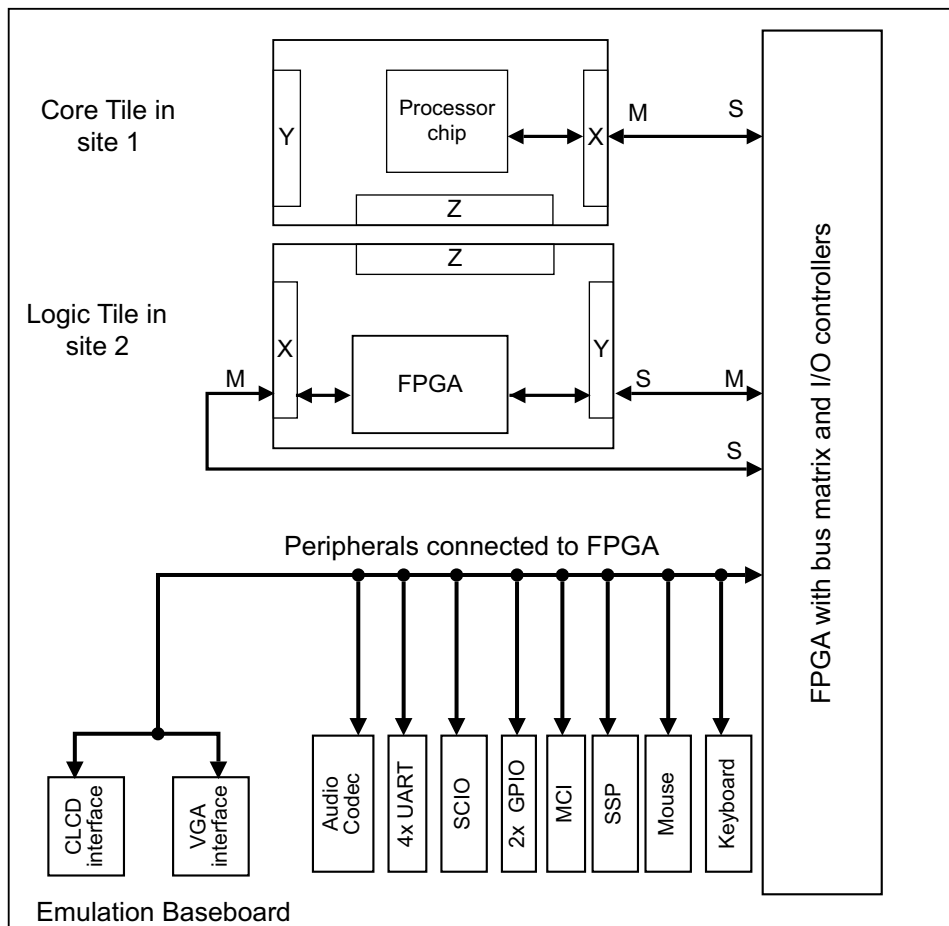 Core Tile in
site 1
Y
Processor
chip
X
M
S
Z
Z
Logic Tile in
site 2
X
FPGA
Y
M
S
M
S
FPGA with bus matrix and I/O controllers
Peripherals connected to FPGA
CLCD
interface
VGA
interface
Audio
Codec
4x UART
SCIO
2x GPIO
MCI
SSP
Mouse
Keyboard
Emulation Baseboard